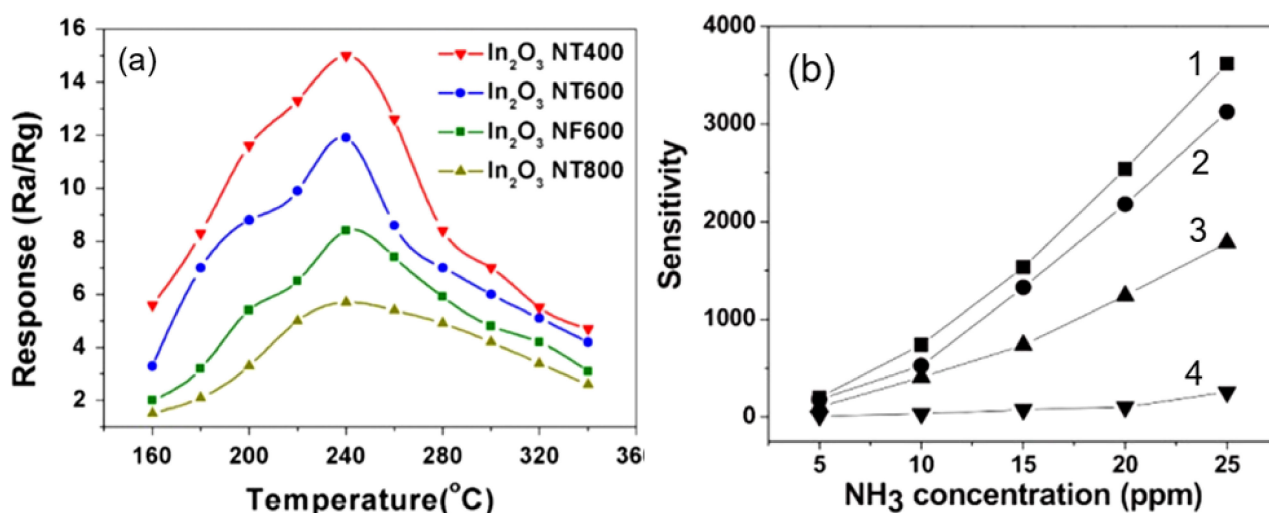 (a)
In₂O₃ NT400
In₂O₃ NT600
In₂O₃ NF600
In₂O₃ NT800
16
14
12
10
8
6
4
2
Response (Ra/Rg)
160 200 240 280 320 360
Temperature(°C)
(b)
4000
3000
2000
1000
0
Sensitivity
1
2
3
4
5 10 15 20 25
NH3 concentration (ppm)